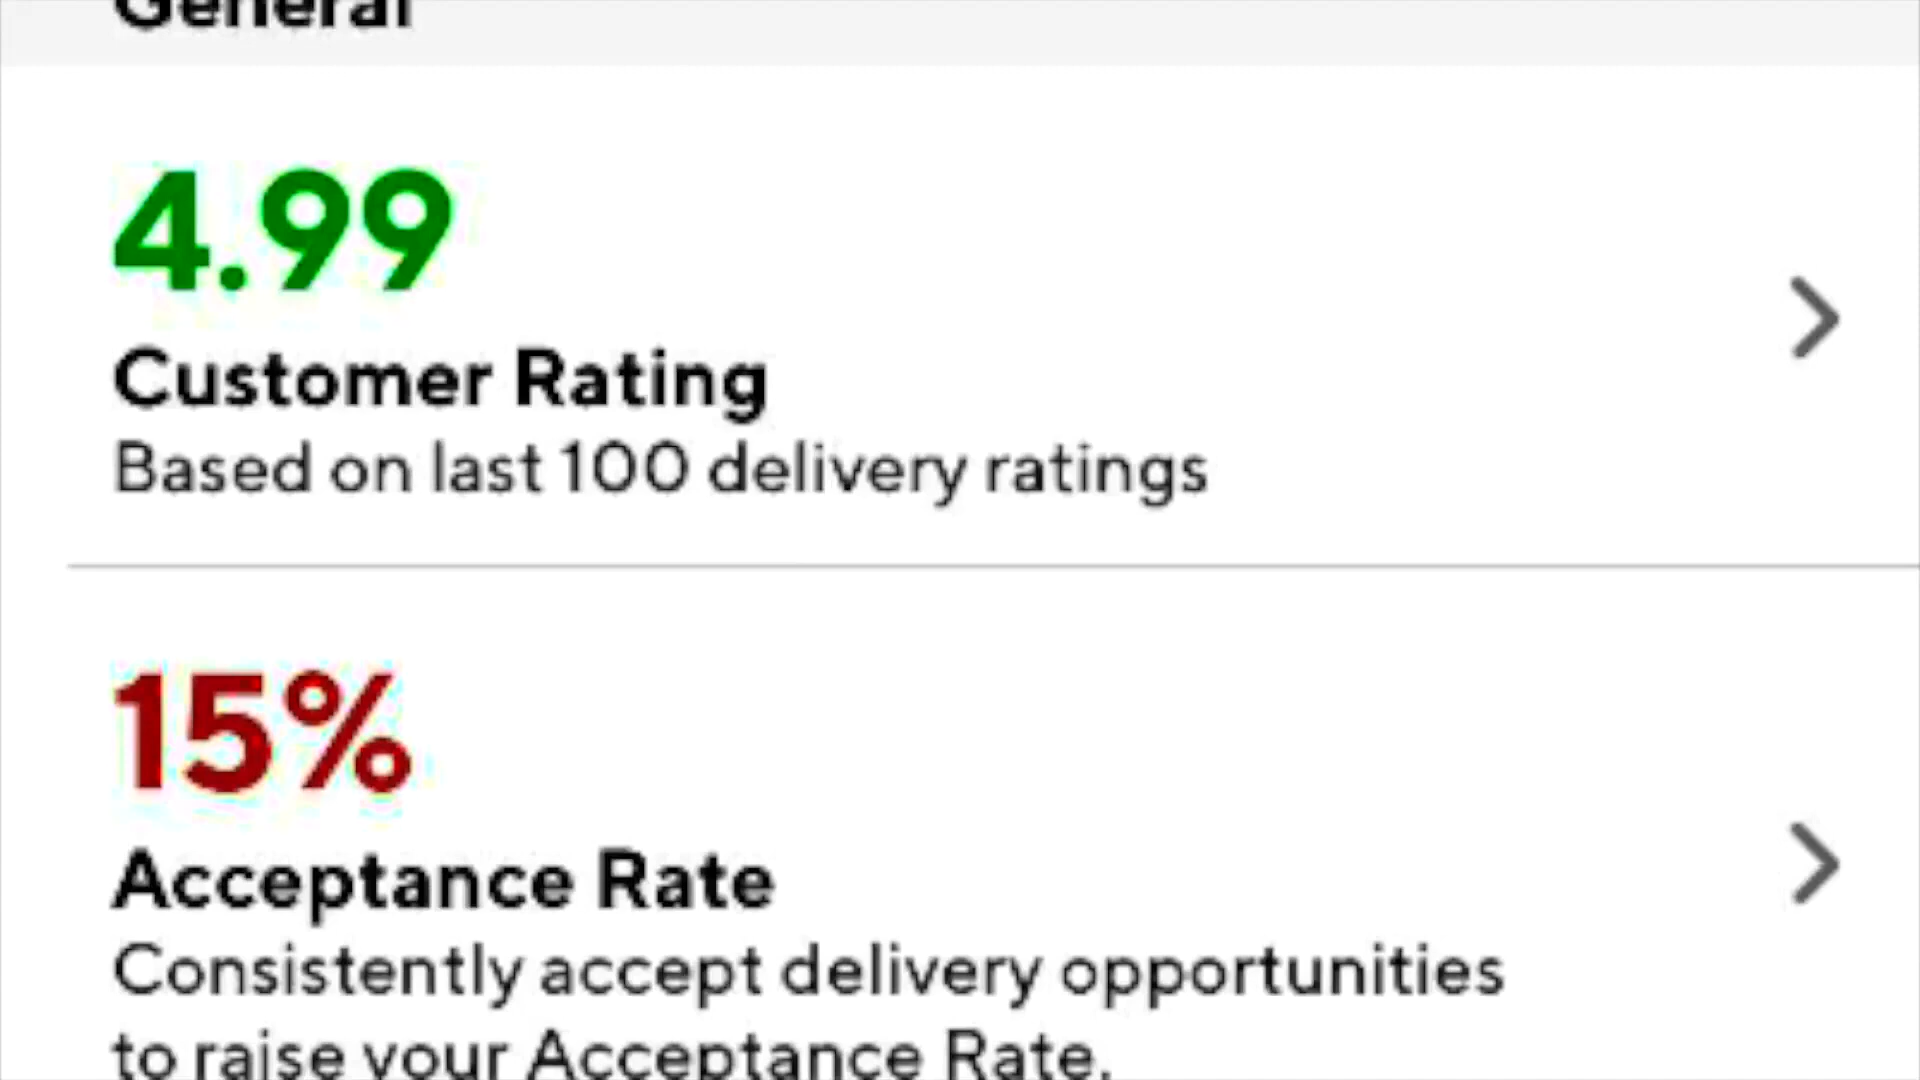 General
4.99
Customer Rating
Based on last 100 delivery ratings
15%
Acceptance Rate
Consistently accept delivery opportunities
to raise your Acceptance Rate.